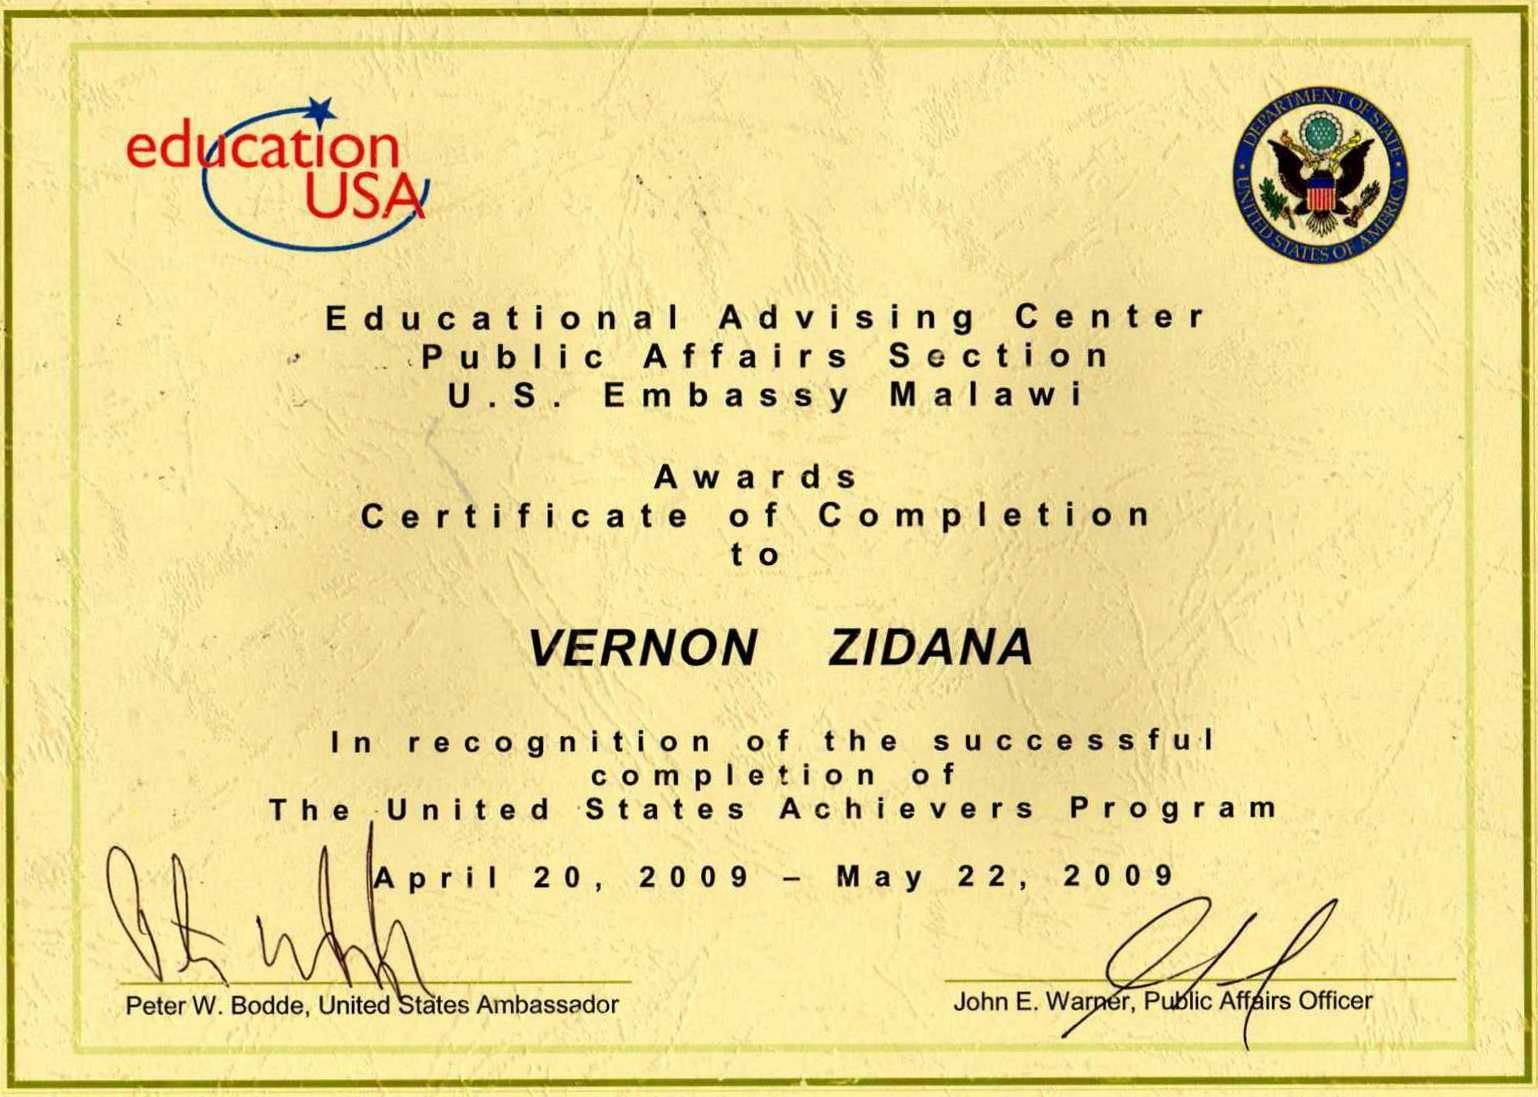 education
USA
DEPARTMENT OF STATE
UNITED STATES OF AMERICA
Educational Advising Center
Public Affairs Section
U.S. Embassy Malawi
Awards
Certificate of Completion
to
VERNON ZIDANA
In recognition of the successful
completion of
The United States Achievers Program
April 20, 2009 – May 22, 2009
Peter W. Bodde, United States Ambassador
John E. Warner, Public Affairs Officer